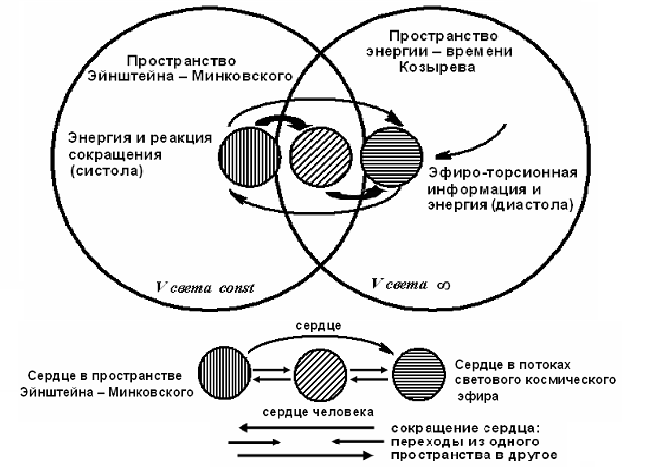 Пространство
Эйнштейна – Минковского
Пространство
энергии – времени
Козырева
Энергия и реакция
сокращения
(систола)
Эфиро-торсионная
информация и
энергия (диастола)
V света const
V света ∞
сердце
Сердце в пространстве
Эйнштейна – Минковского
Сердце в потоках
светового космического
эфира
сердце человека
сокращение сердца:
переходы из одного
пространства в другое